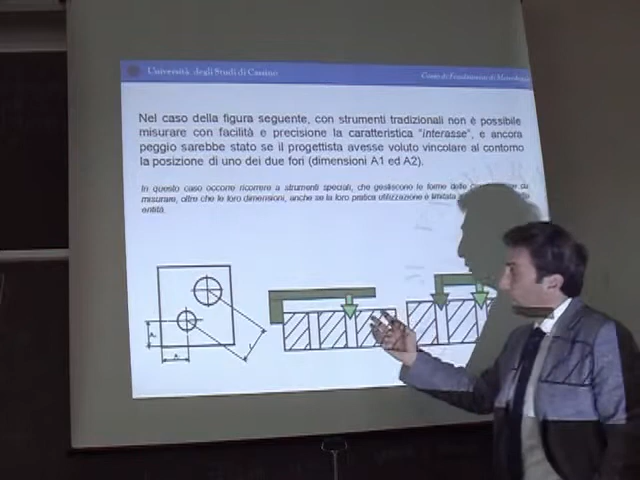 Università degli Studi di Cassino
Corso di Fondamenti di
Nel caso della figura seguente, con strumenti tradizionali non è possibile
misurare con facilità e precisione la caratteristica "interasse", e ancora
peggio sarebbe stato se il progettista avesse voluto vincolare al contorno
la posizione di uno dei due fori (dimensioni A1 ed A2).
In questo caso occorre ricorrere a strumenti speciali, che gestiscono le forme delle
misurare, oltre che le loro dimensioni, anche se la loro pratica utilizzazione è limitata
entità.